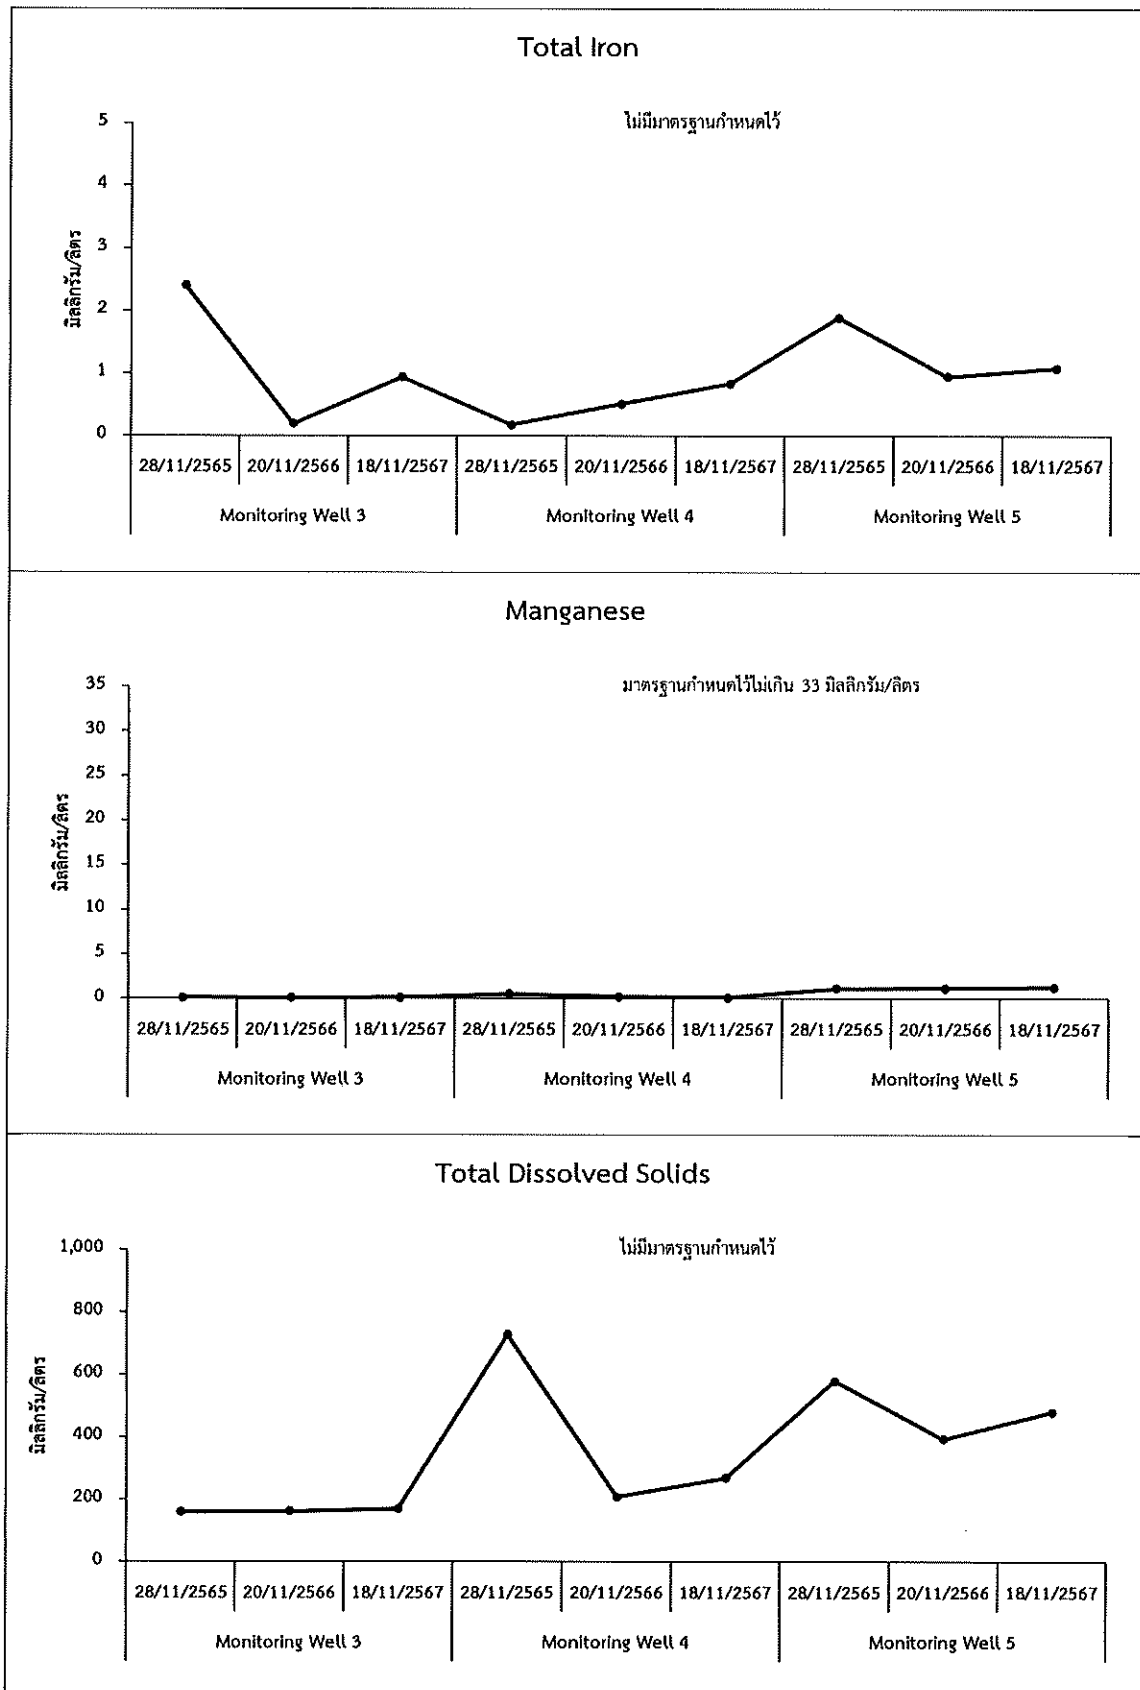 Total Iron
ไม่มีมาตรฐานกำหนดไว้
มิลลิกรัม/ลิตร
5
4
3
2
1
0
28/11/2565 20/11/2566 18/11/2567 28/11/2565 20/11/2566 18/11/2567 28/11/2565 20/11/2566 18/11/2567
Monitoring Well 3 Monitoring Well 4 Monitoring Well 5
Manganese
มาตรฐานกำหนดไว้ไม่เกิน 33 มิลลิกรัม/ลิตร
มิลลิกรัม/ลิตร
35
30
25
20
15
10
5
0
28/11/2565 20/11/2566 18/11/2567 28/11/2565 20/11/2566 18/11/2567 28/11/2565 20/11/2566 18/11/2567
Monitoring Well 3 Monitoring Well 4 Monitoring Well 5
Total Dissolved Solids
ไม่มีมาตรฐานกำหนดไว้
มิลลิกรัม/ลิตร
1,000
800
600
400
200
0
28/11/2565 20/11/2566 18/11/2567 28/11/2565 20/11/2566 18/11/2567 28/11/2565 20/11/2566 18/11/2567
Monitoring Well 3 Monitoring Well 4 Monitoring Well 5